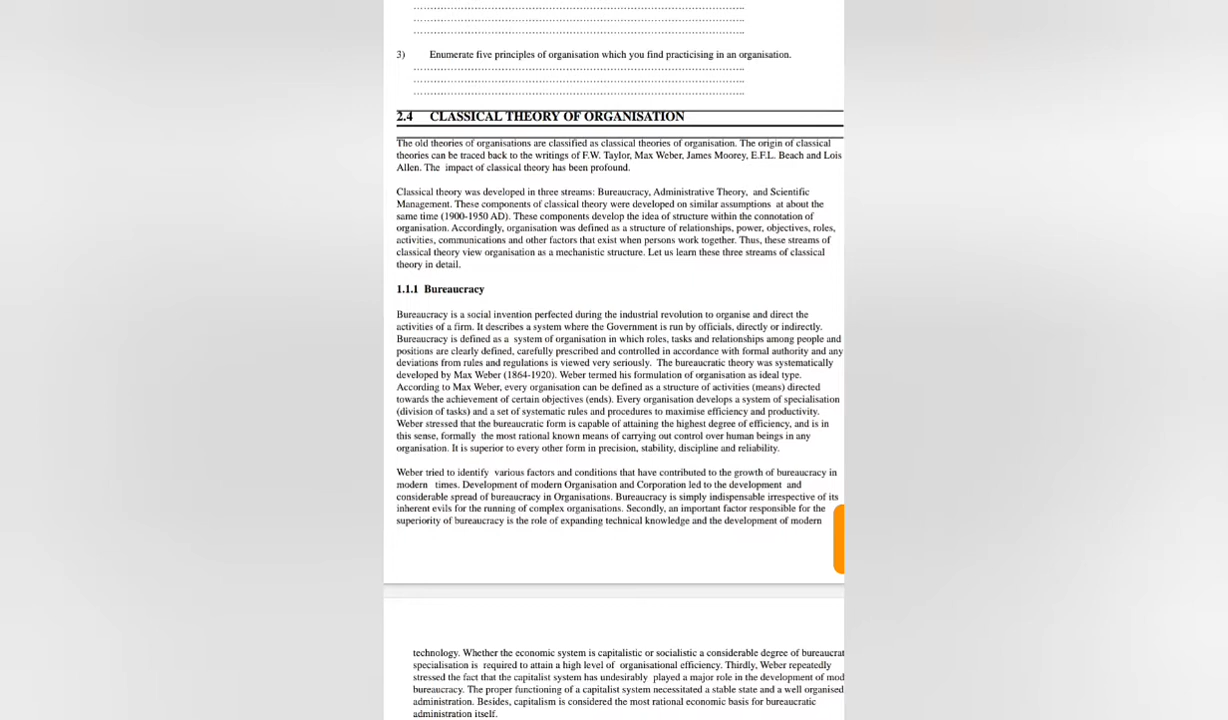 3) Enumerate five principles of organisation which you find practicising in an organisation.
2.4 CLASSICAL THEORY OF ORGANISATION
The old theories of organisations are classified as classical theories of organisation. The origin of classical
theories can be traced back to the writings of F.W. Taylor, Max Weber, James Moorey, E.F.L. Beach and Lois
Allen. The impact of classical theory has been profound.
Classical theory was developed in three streams: Bureaucracy, Administrative Theory, and Scientific
Management. These components of classical theory were developed on similar assumptions at about the
same time (1900-1950 AD). These components develop the idea of structure within the connotation of
organisation. Accordingly, organisation was defined as a structure of relationships, power, objectives, roles,
activities, communications and other factors that exist when persons work together. Thus, these streams of
classical theory view organisation as a mechanistic structure. Let us learn these three streams of classical
theory in detail.
1.1.1 Bureaucracy
Bureaucracy is a social invention perfected during the industrial revolution to organise and direct the
activities of a firm. It describes a system where the Government is run by officials, directly or indirectly.
Bureaucracy is defined as a system of organisation in which roles, tasks and relationships among people and
positions are clearly defined, carefully prescribed and controlled in accordance with formal authority and any
deviations from rules and regulations is viewed very seriously. The bureaucratic theory was systematically
developed by Max Weber (1864-1920). Weber termed his formulation of organisation as ideal type.
According to Max Weber, every organisation can be defined as a structure of activities (means) directed
towards the achievement of certain objectives (ends). Every organisation develops a system of specialisation
(division of tasks) and a set of systematic rules and procedures to maximise efficiency and productivity.
Weber stressed that the bureaucratic form is capable of attaining the highest degree of efficiency, and is in
this sense, formally the most rational known means of carrying out control over human beings in any
organisation. It is superior to every other form in precision, stability, discipline and reliability.
Weber tried to identify various factors and conditions that have contributed to the growth of bureaucracy in
modern times. Development of modern Organisation and Corporation led to the development and
considerable spread of bureaucracy in Organisations. Bureaucracy is simply indispensable irrespective of its
inherent evils for the running of complex organisations. Secondly, an important factor responsible for the
superiority of bureaucracy is the role of expanding technical knowledge and the development of modern
technology. Whether the economic system is capitalistic or socialistic a considerable degree of bureaucrat
specialisation is required to attain a high level of organisational efficiency. Thirdly, Weber repeatedly
stressed the fact that the capitalist system has undesirably played a major role in the development of mod
bureaucracy. The proper functioning of a capitalist system necessitated a stable state and a well organised
administration. Besides, capitalism is considered the most rational economic basis for bureaucratic
administration itself.